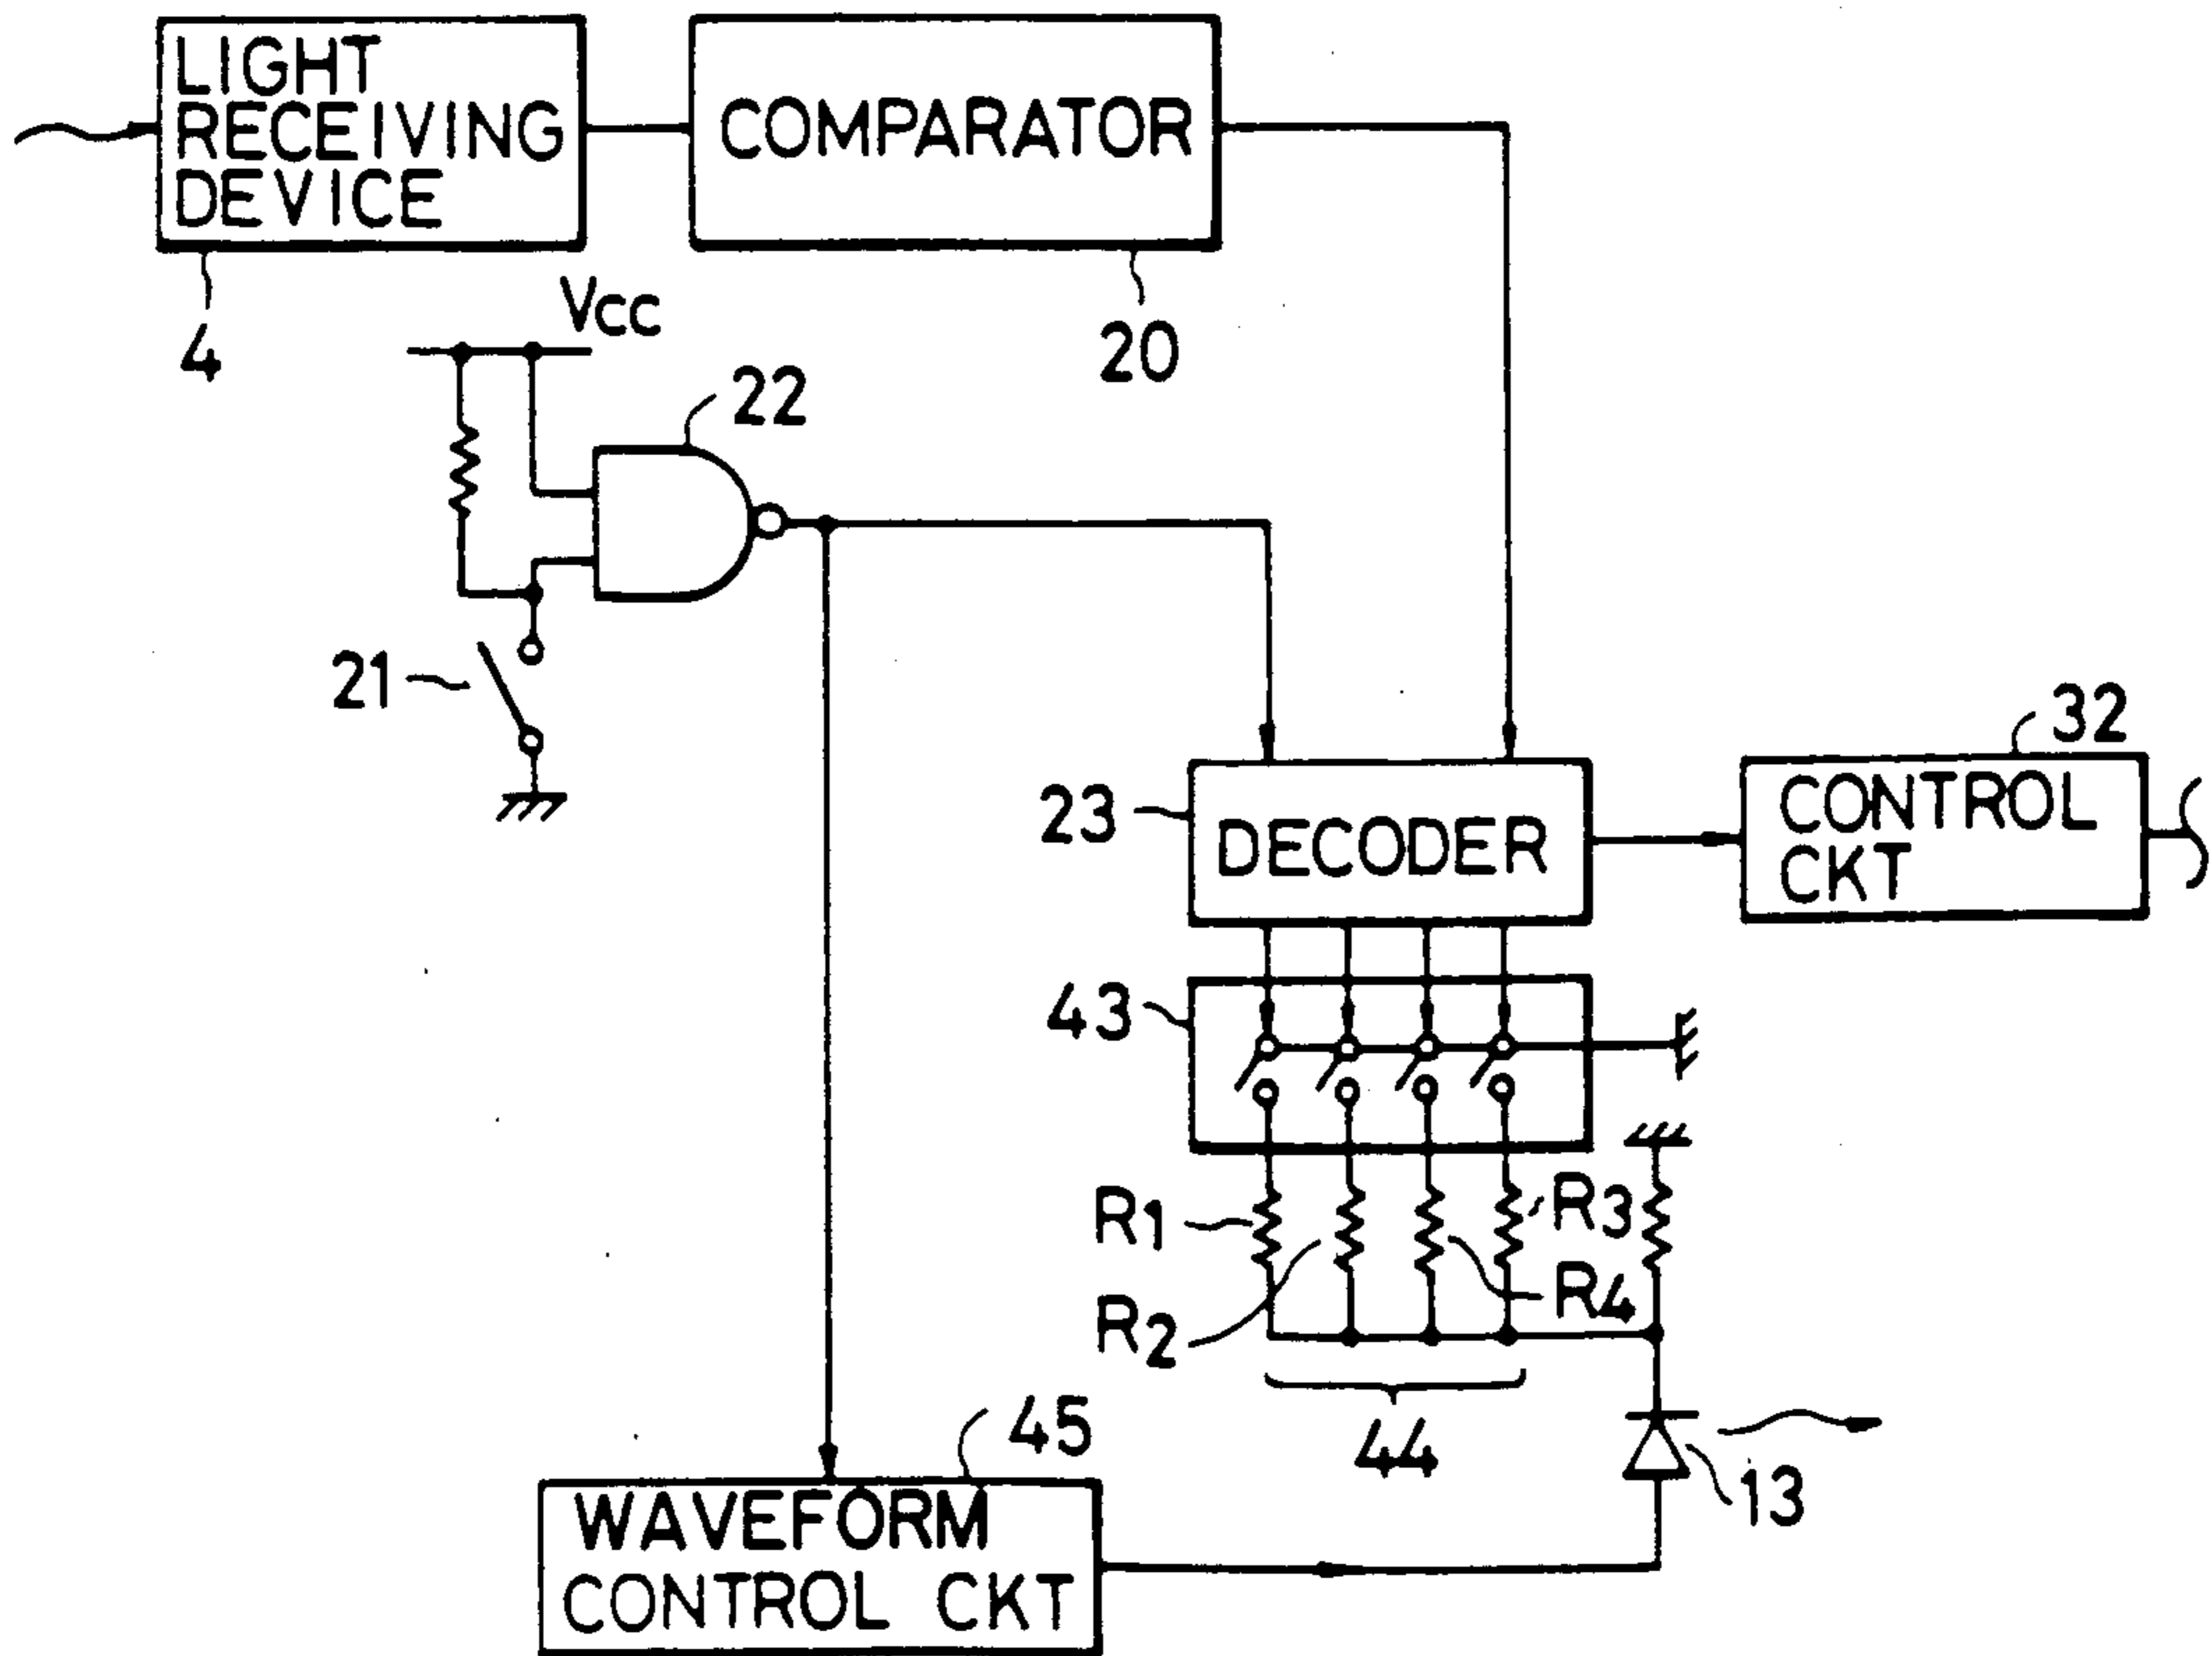 LIGHT
RECEIVING
DEVICE
COMPARATOR
4
20
Vcc
22
21
23
DECODER
32
CONTROL
CKT
43
R1
R2
R3
R4
44
13
45
WAVEFORM
CONTROL CKT